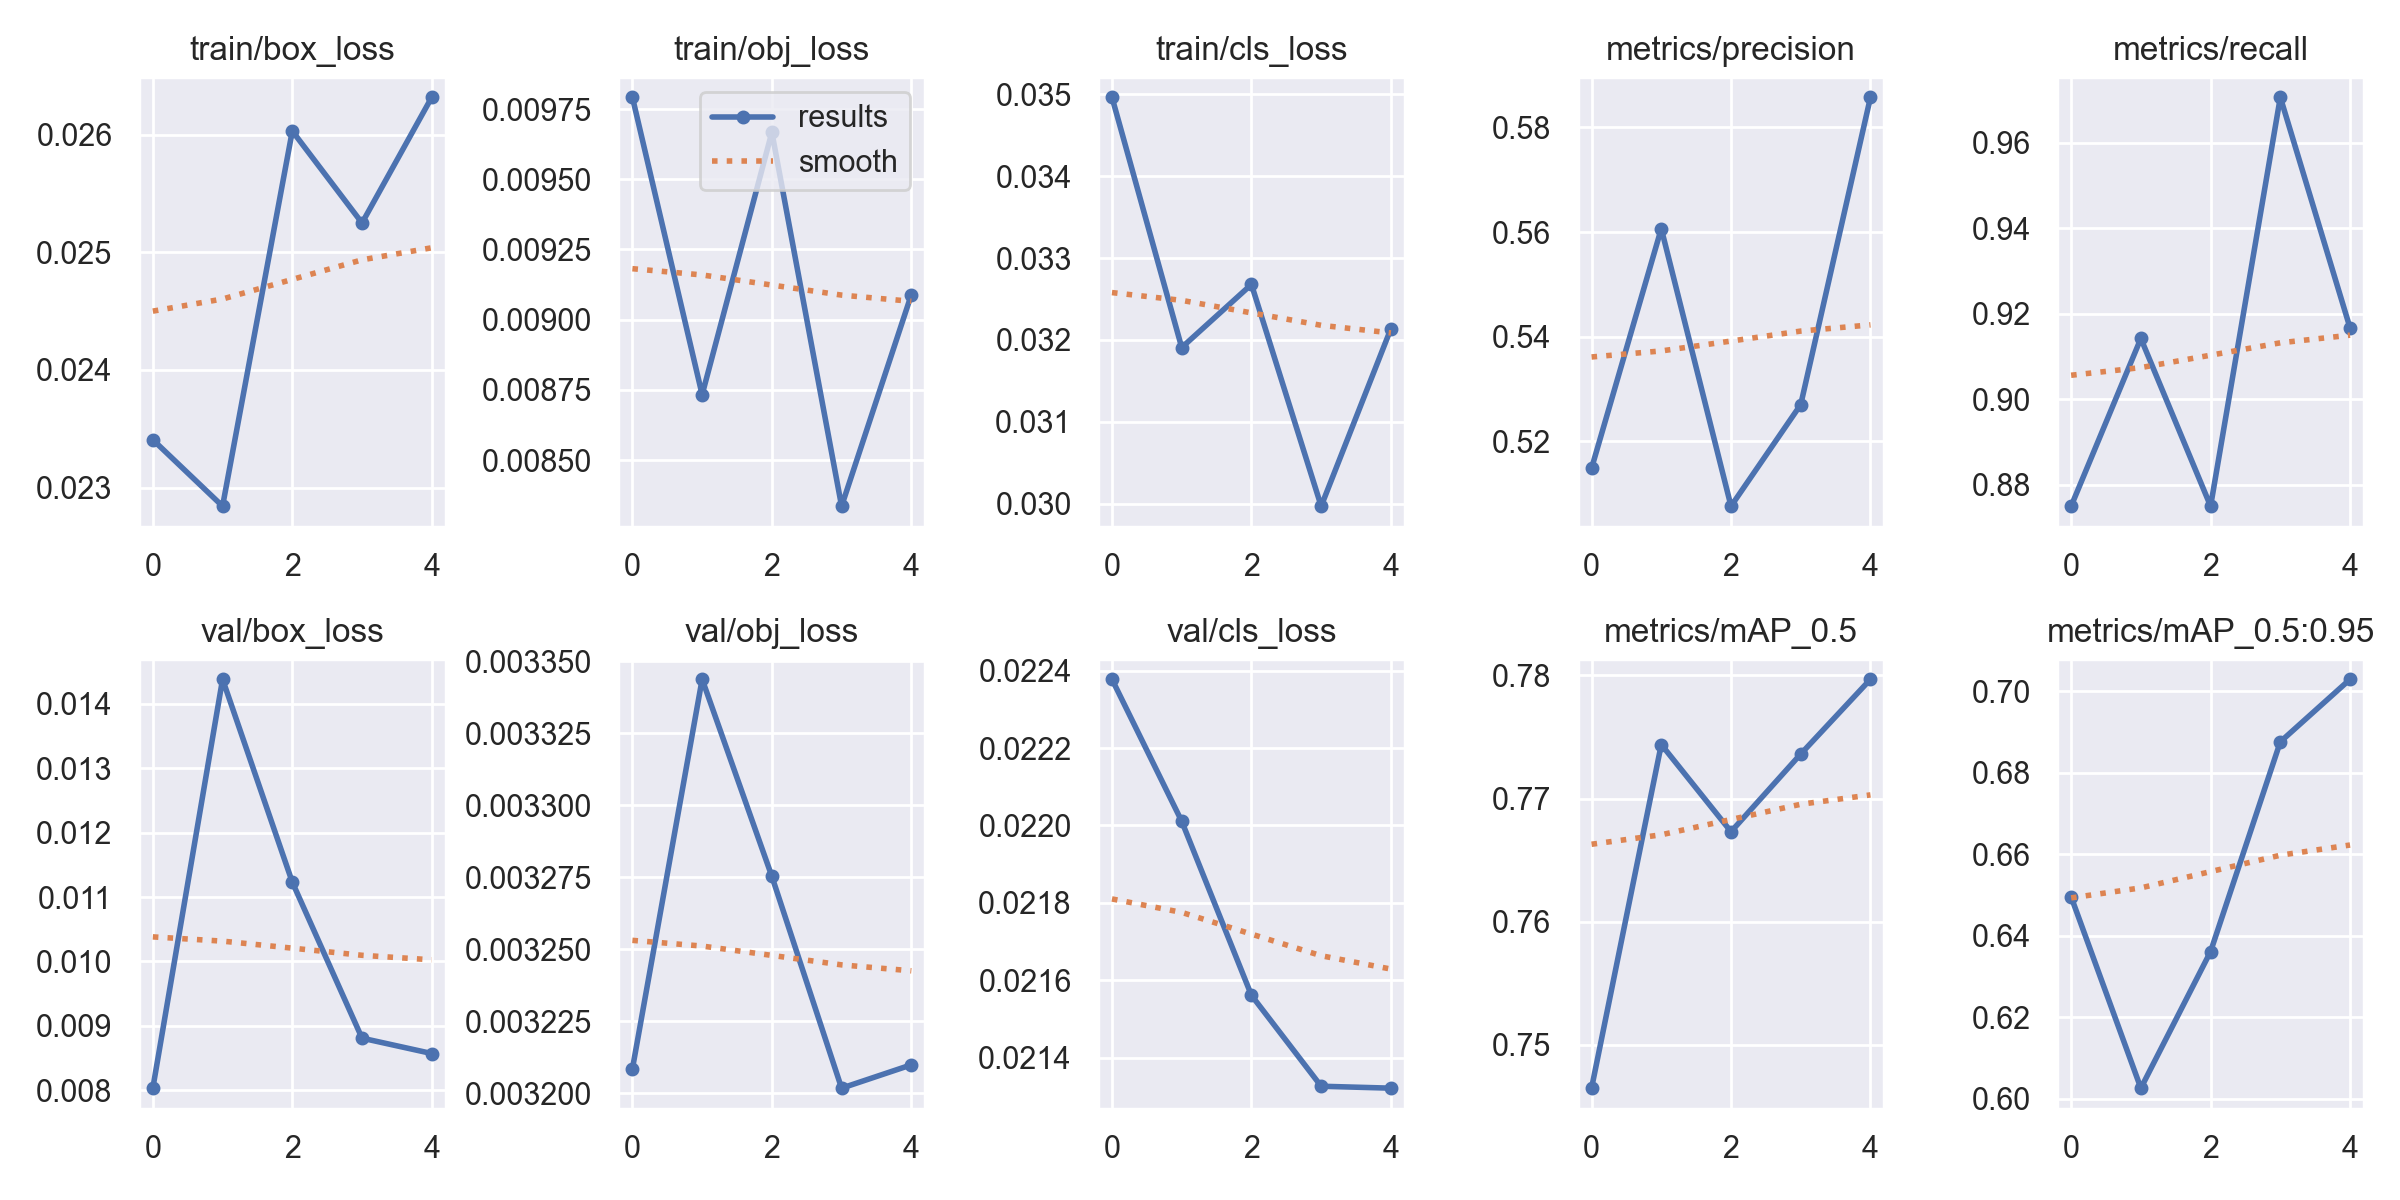 train/box_loss
train/obj_loss
train/cls_loss
metrics/precision
metrics/recall
0.026
0.025
0.024
0.023
0 2 4
0.00975
0.00950
0.00925
0.00900
0.00875
0.00850
results
smooth
0 2 4
0.035
0.034
0.033
0.032
0.031
0.030
0 2 4
0.58
0.56
0.54
0.52
0 2 4
0.96
0.94
0.92
0.90
0.88
0 2 4
val/box_loss
val/obj_loss
val/cls_loss
metrics/mAP_0.5
metrics/mAP_0.5:0.95
0.014
0.013
0.012
0.011
0.010
0.009
0.008
0 2 4
0.003350
0.003325
0.003300
0.003275
0.003250
0.003225
0.003200
0 2 4
0.0224
0.0222
0.0220
0.0218
0.0216
0.0214
0 2 4
0.78
0.77
0.76
0.75
0 2 4
0.70
0.68
0.66
0.64
0.62
0.60
0 2 4